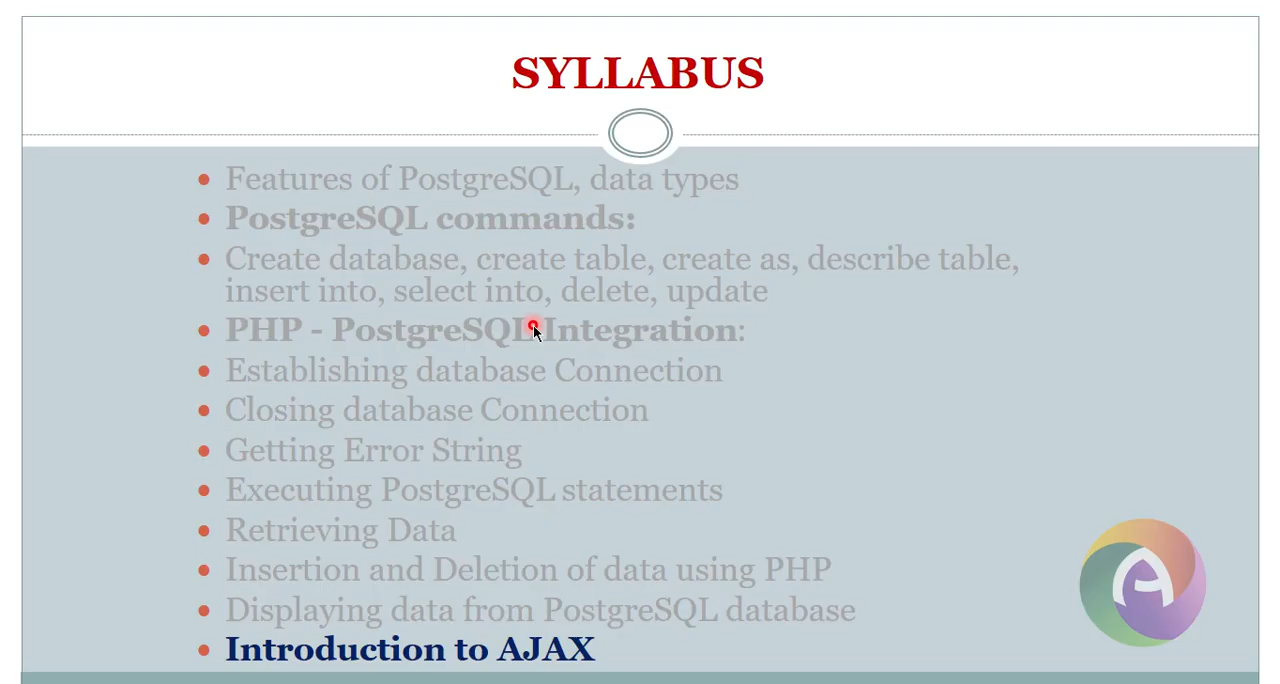 SYLLABUS
Features of PostgreSQL, data types
PostgreSQL commands:
Create database, create table, create as, describe table,
insert into, select into, delete, update
PHP - PostgreSQL Integration:
Establishing database Connection
Closing database Connection
Getting Error String
Executing PostgreSQL statements
Retrieving Data
Insertion and Deletion of data using PHP
Displaying data from PostgreSQL database
Introduction to AJAX
A